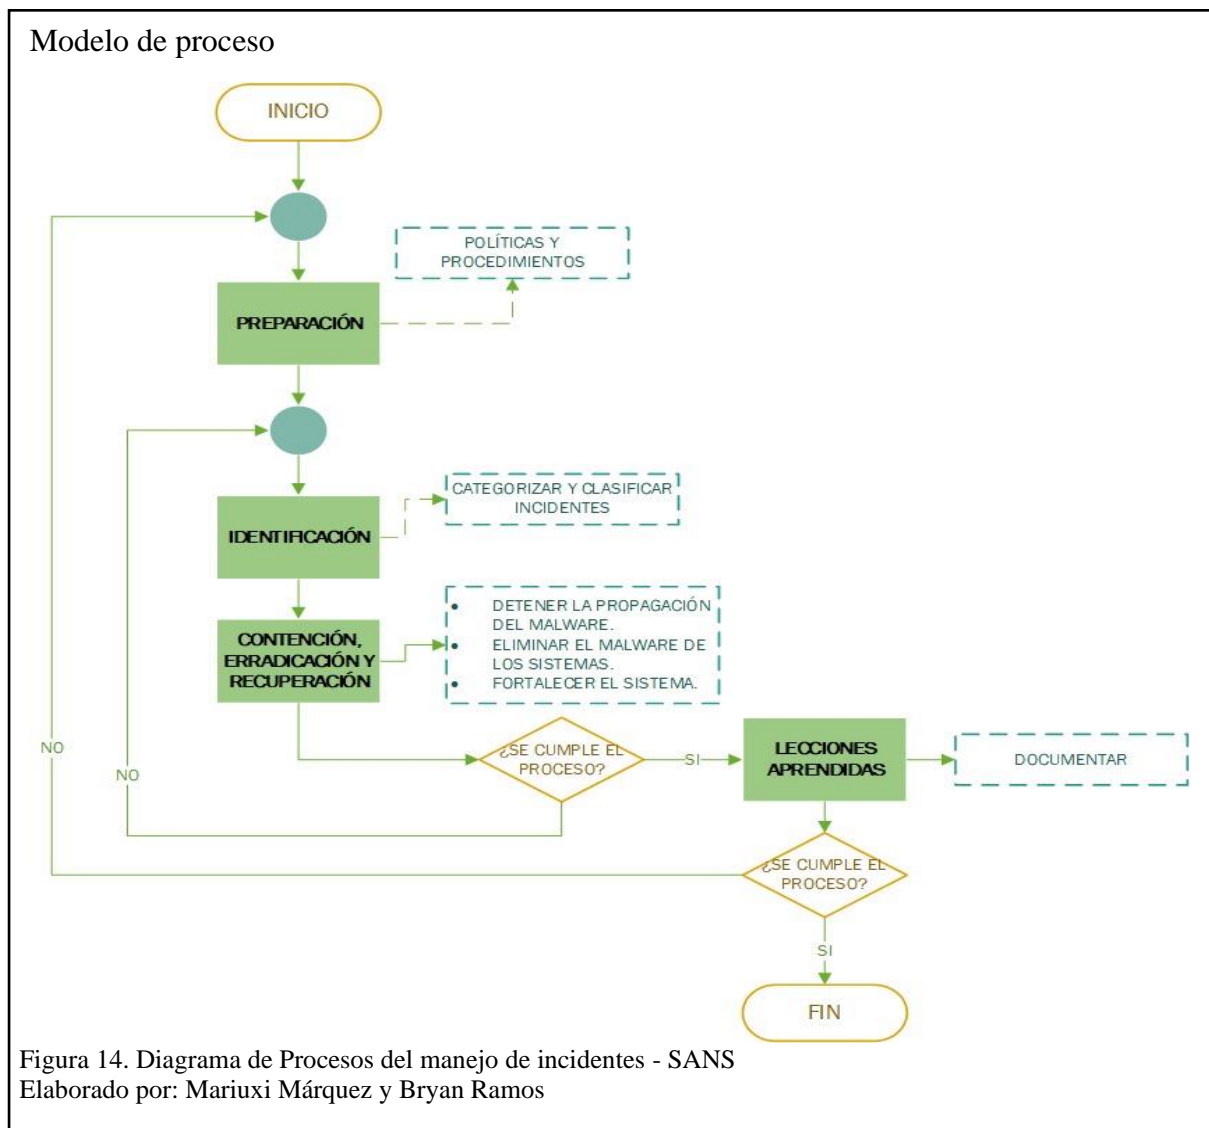 Modelo de proceso
INICIO
POLÍTICAS Y
PROCEDIMIENTOS
PREPARACIÓN
CATEGORIZAR Y CLASIFICAR
INCIDENTES
IDENTIFICACIÓN
• DETENER LA PROPAGACIÓN
DEL MALWARE.
• ELIMINAR EL MALWARE DE
LOS SISTEMAS.
• FORTALECER EL SISTEMA.
CONTENCIÓN,
ERRADICACIÓN Y
RECUPERACIÓN
NO
NO
¿SE CUMPLE EL
PROCESO?
SI
LECCIONES
APRENDIDAS
DOCUMENTAR
¿SE CUMPLE EL
PROCESO?
SI
FIN
Figura 14. Diagrama de Procesos del manejo de incidentes - SANS
Elaborado por: Mariuxi Márquez y Bryan Ramos